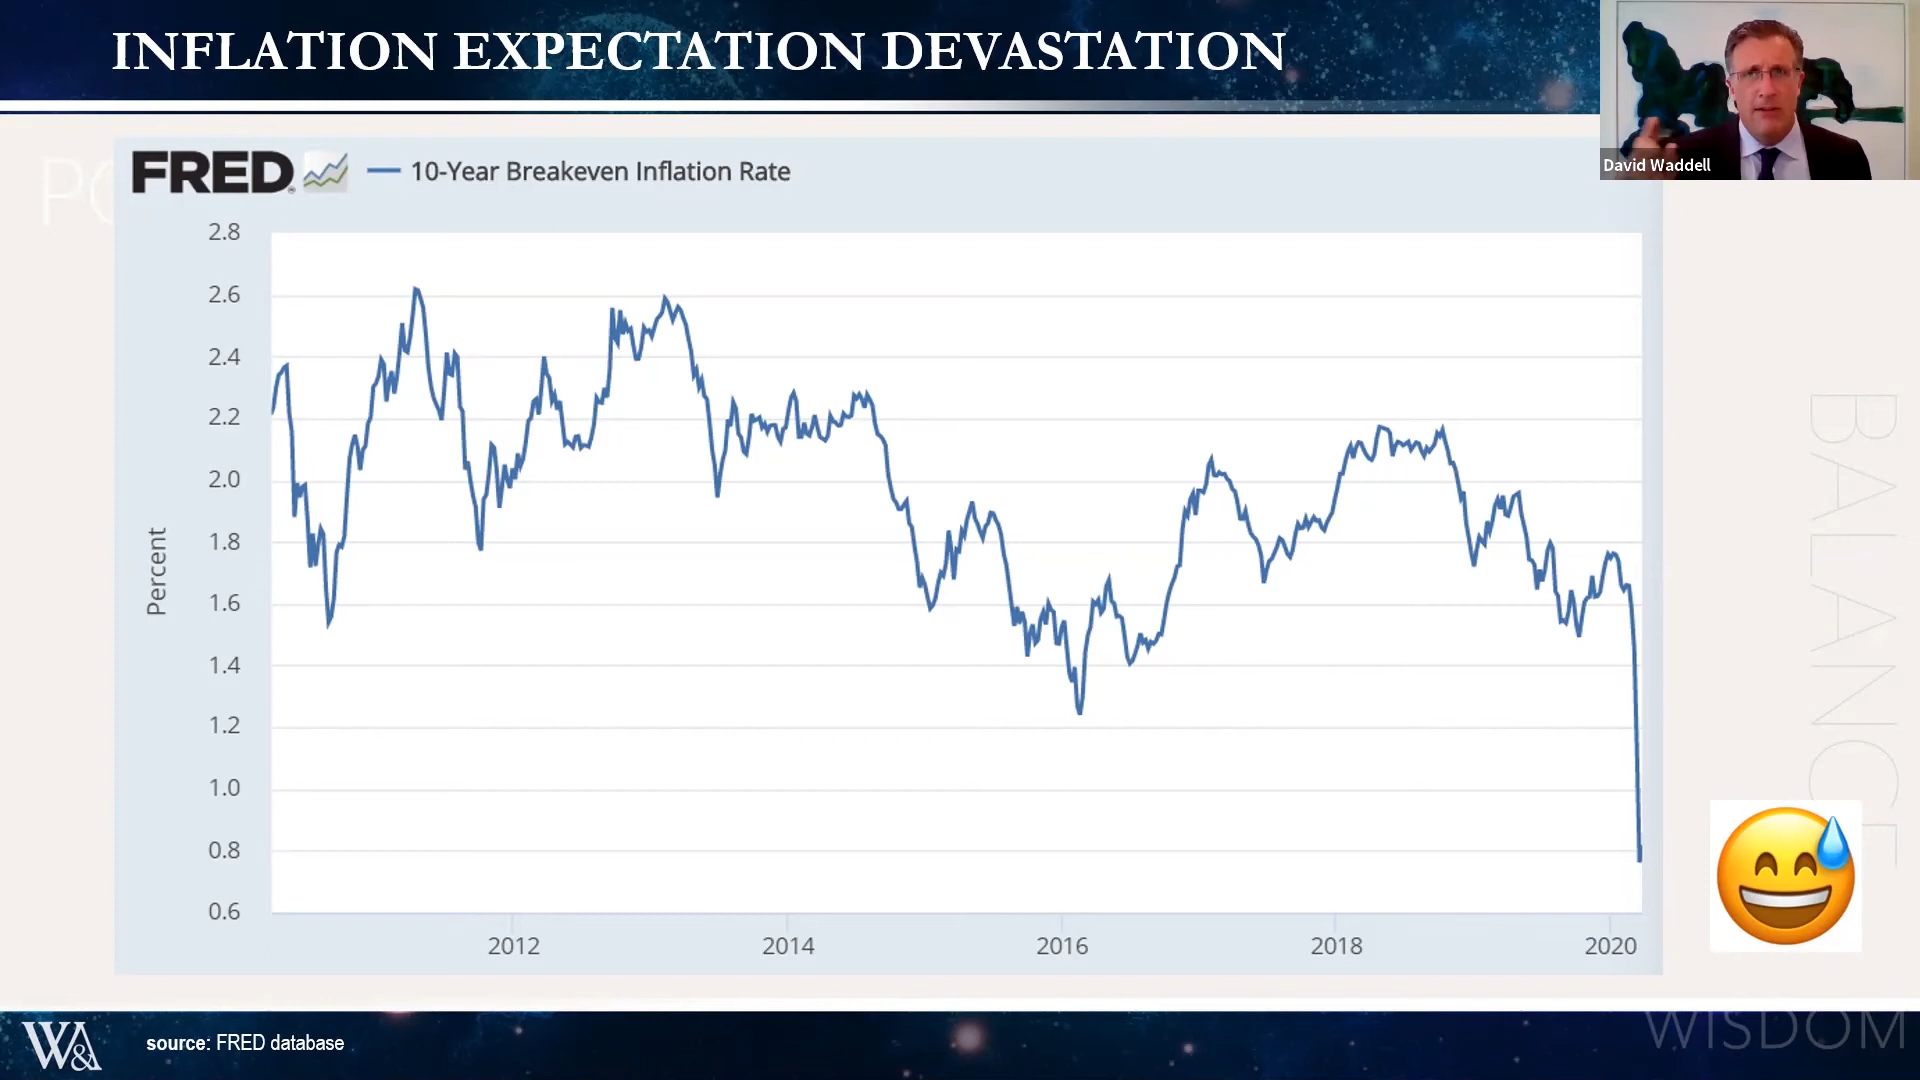 INFLATION EXPECTATION DEVASTATION
David Waddell
PO
FRED
10-Year Breakeven Inflation Rate
2.8
2.6
2.4
2.2
2.0
1.8
1.6
1.4
1.2
1.0
0.8
0.6
Percent
2012
2014
2016
2018
2020
BALANCE
WISDOM
W&A
source: FRED database